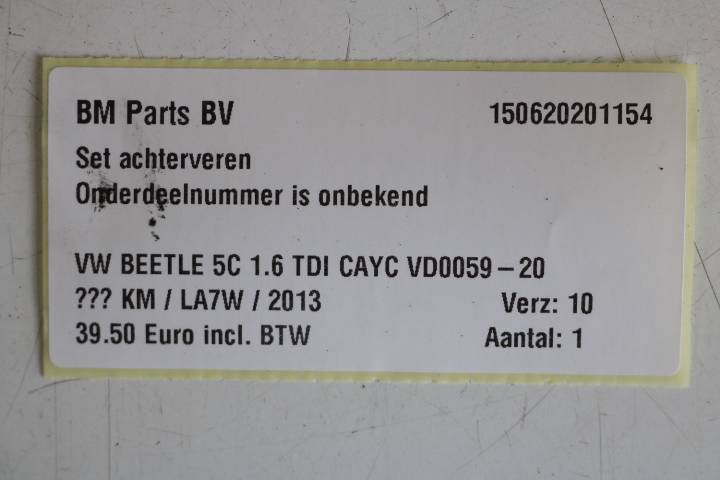 BM Parts BV 150620201154
Set achterveren
Onderdeelnummer is onbekend
VW BEETLE 5C 1.6 TDI CAYC VD0059-20
??? KM / LA7W / 2013 Verz: 10
39.50 Euro incl. BTW Aantal: 1